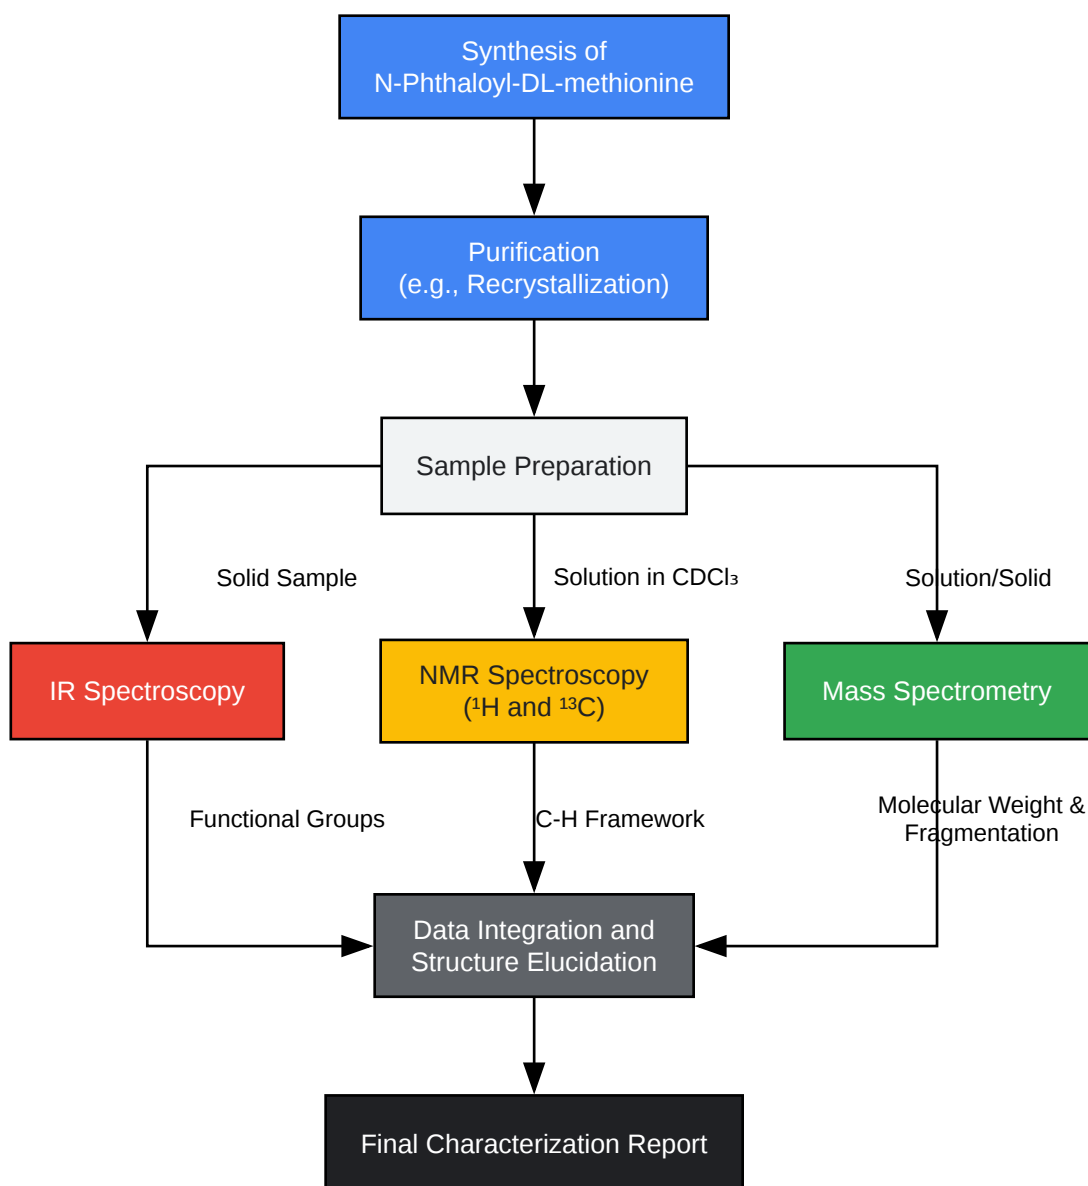 Synthesis of
N-Phthaloyl-DL-methionine
Purification
(e.g., Recrystallization)
Sample Preparation
Solid Sample
Solution in CDCl₃
Solution/Solid
IR Spectroscopy
NMR Spectroscopy
(¹H and ¹³C)
Mass Spectrometry
Functional Groups
C-H Framework
Molecular Weight &
Fragmentation
Data Integration and
Structure Elucidation
Final Characterization Report